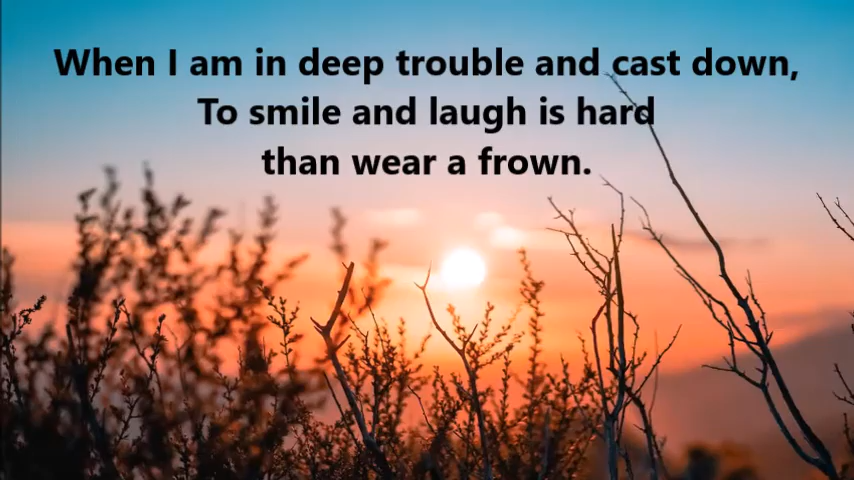 When I am in deep trouble and cast down,
To smile and laugh is hard
than wear a frown.